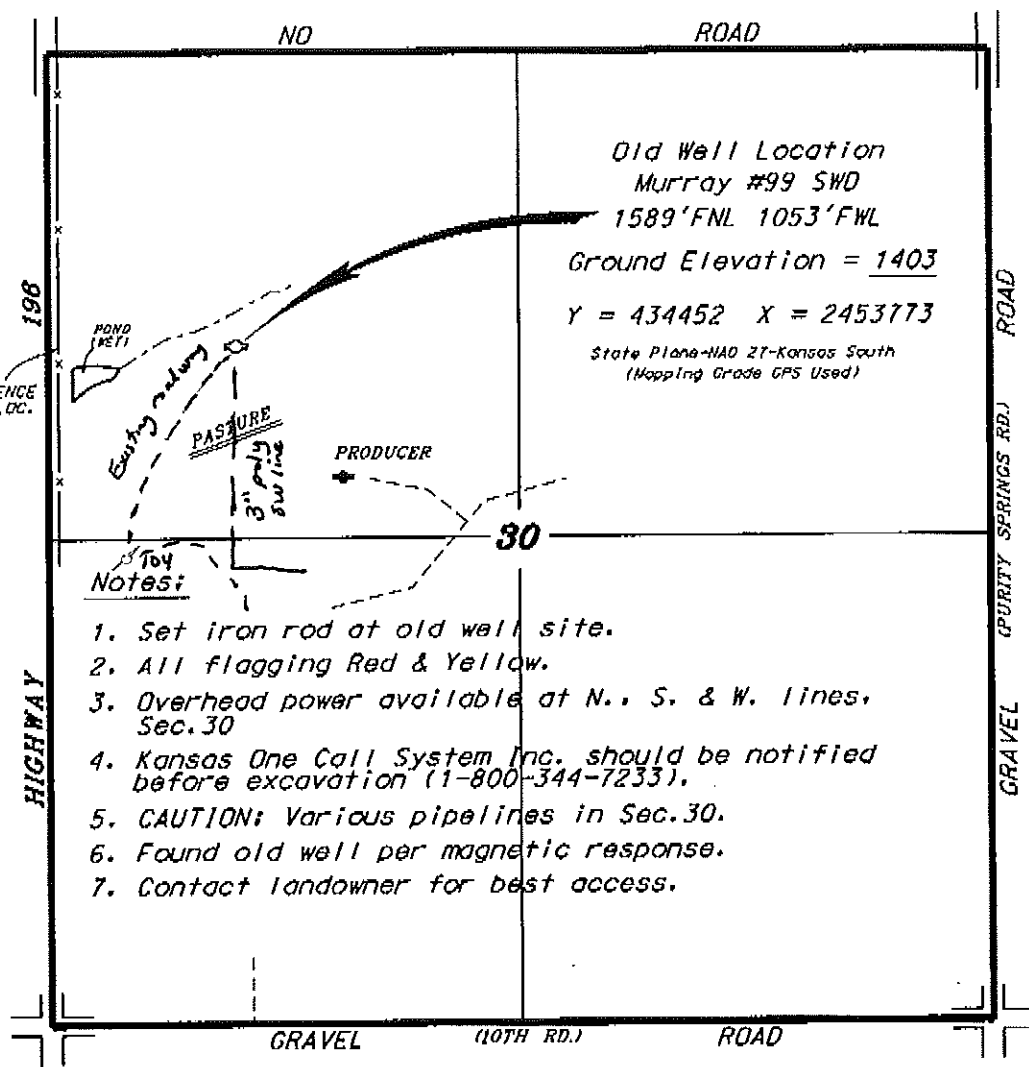 NO ROAD
Old Well Location
Murray #99 SWD
1589'FNL 1053'FWL
Ground Elevation = 1403
Y = 434452 X = 2453773
State Plane-NAD 27-Kansas South
(Mapping Grade GPS Used)
198
HIGHWAY
POND
(WET)
ENCE
OC.
Existing roadway
PASTURE
3" poly
SW line
PRODUCER
30
Toy
ROAD
(PURITY SPRINGS RD.)
GRAVEL
Notes:
1. Set iron rod at old well site.
2. All flagging Red & Yellow.
3. Overhead power available at N., S. & W. lines,
Sec.30
4. Kansas One Call System Inc. should be notified
before excavation (1-800-344-7233).
5. CAUTION: Various pipelines in Sec.30.
6. Found old well per magnetic response.
7. Contact landowner for best access.
GRAVEL (10TH RD.) ROAD